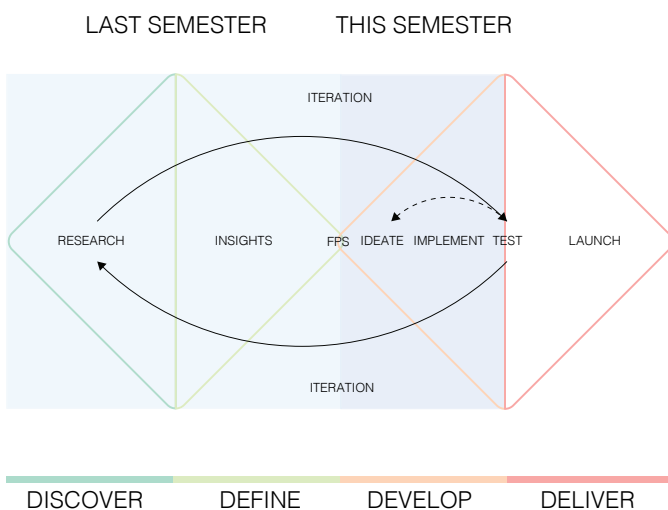 LAST SEMESTER THIS SEMESTER
ITERATION
RESEARCH INSIGHTS FPS IDEATE IMPLEMENT TEST LAUNCH
ITERATION
DISCOVER DEFINE DEVELOP DELIVER